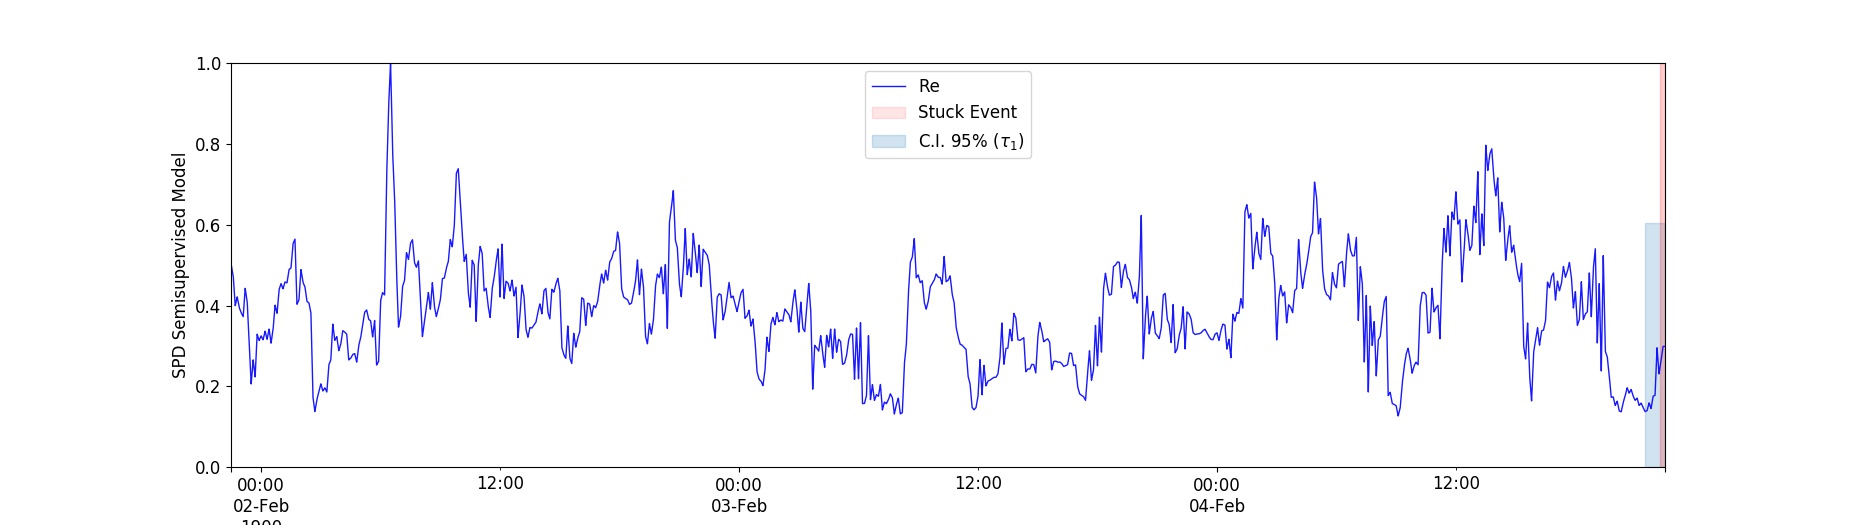 1.0
0.8
0.6
0.4
0.2
0.0
SPD Semisupervised Model
Re
Stuck Event
C.I. 95% (τ₁)
00:00 12:00 00:00 12:00 00:00 12:00
02-Feb 03-Feb 04-Feb
1900